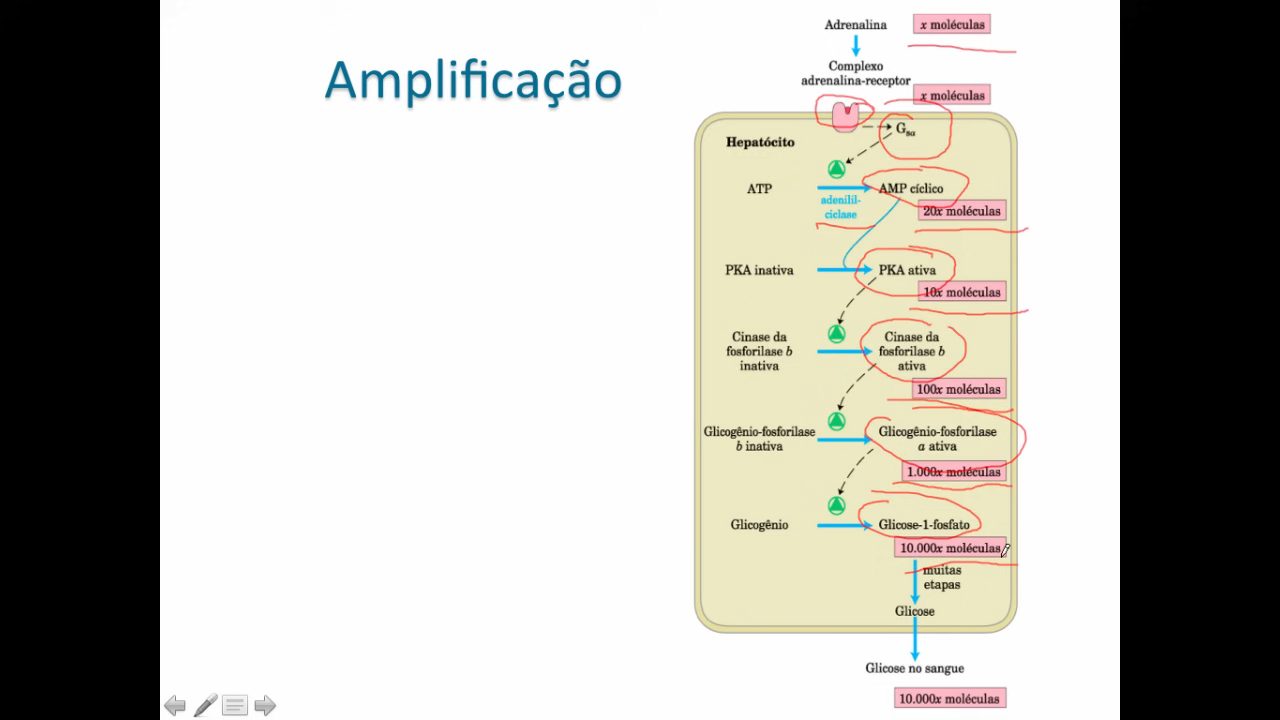 Amplificação
Adrenalina
x moléculas
Complexo
adrenalina-receptor
x moléculas
Gsα
Hepatócito
ATP
adenilil-
ciclase
AMP cíclico
20x moléculas
PKA inativa
PKA ativa
10x moléculas
Cinase da
fosforilase b
inativa
Cinase da
fosforilase b
ativa
100x moléculas
Glicogênio-fosforilase
b inativa
Glicogênio-fosforilase
a ativa
1.000x moléculas
Glicogênio
Glicose-1-fosfato
10.000x moléculas
muitas
etapas
Glicose
Glicose no sangue
10.000x moléculas